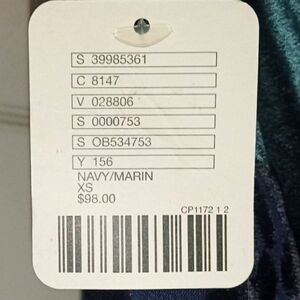 S 39985361
C 8147
V 028806
S 0000753
S OB534753
Y 156
NAVY/MARIN
XS
$98.00
CP1172 1 2